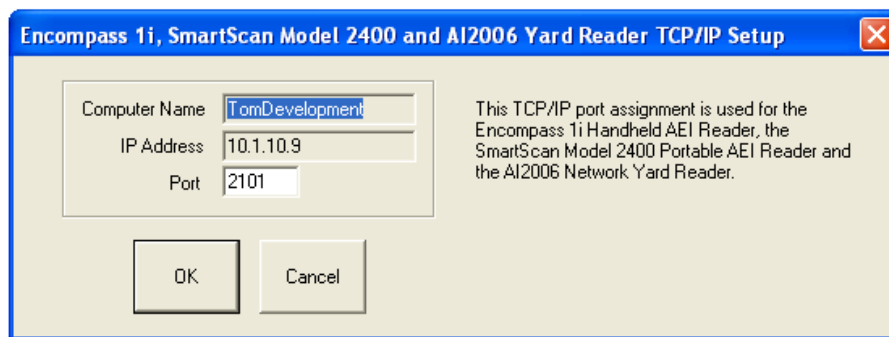 Encompass 1i, SmartScan Model 2400 and AI2006 Yard Reader TCP/IP Setup
Computer Name TomDevelopment
IP Address 10.1.10.9
Port 2101
This TCP/IP port assignment is used for the
Encompass 1i Handheld AEI Reader, the
SmartScan Model 2400 Portable AEI Reader and
the AI2006 Network Yard Reader.
OK Cancel